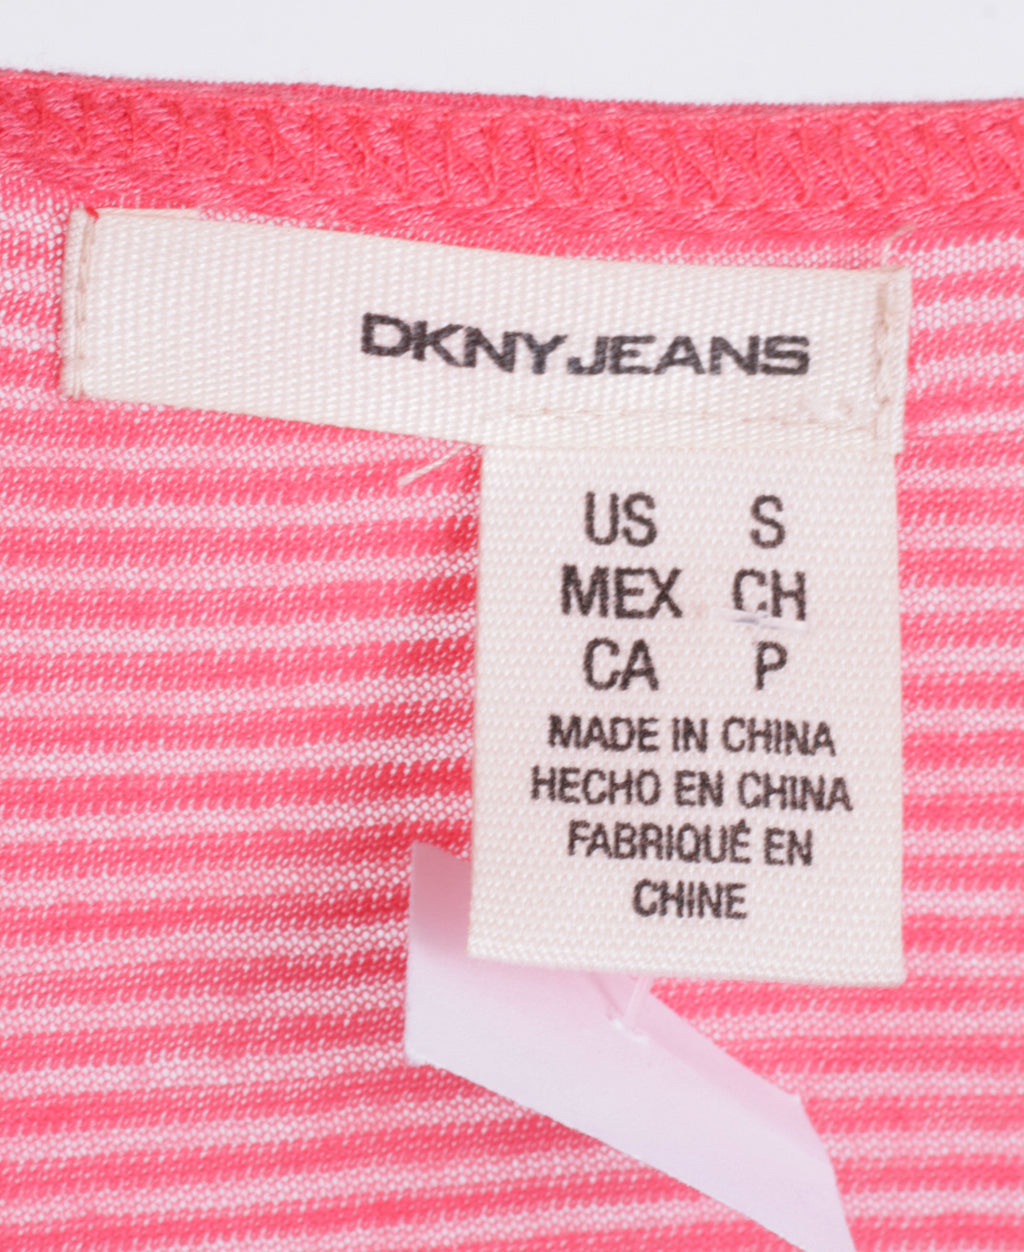 DKNY JEANS
US S
MEX CH
CA P
MADE IN CHINA
HECHO EN CHINA
FABRIQUÉ EN
CHINE